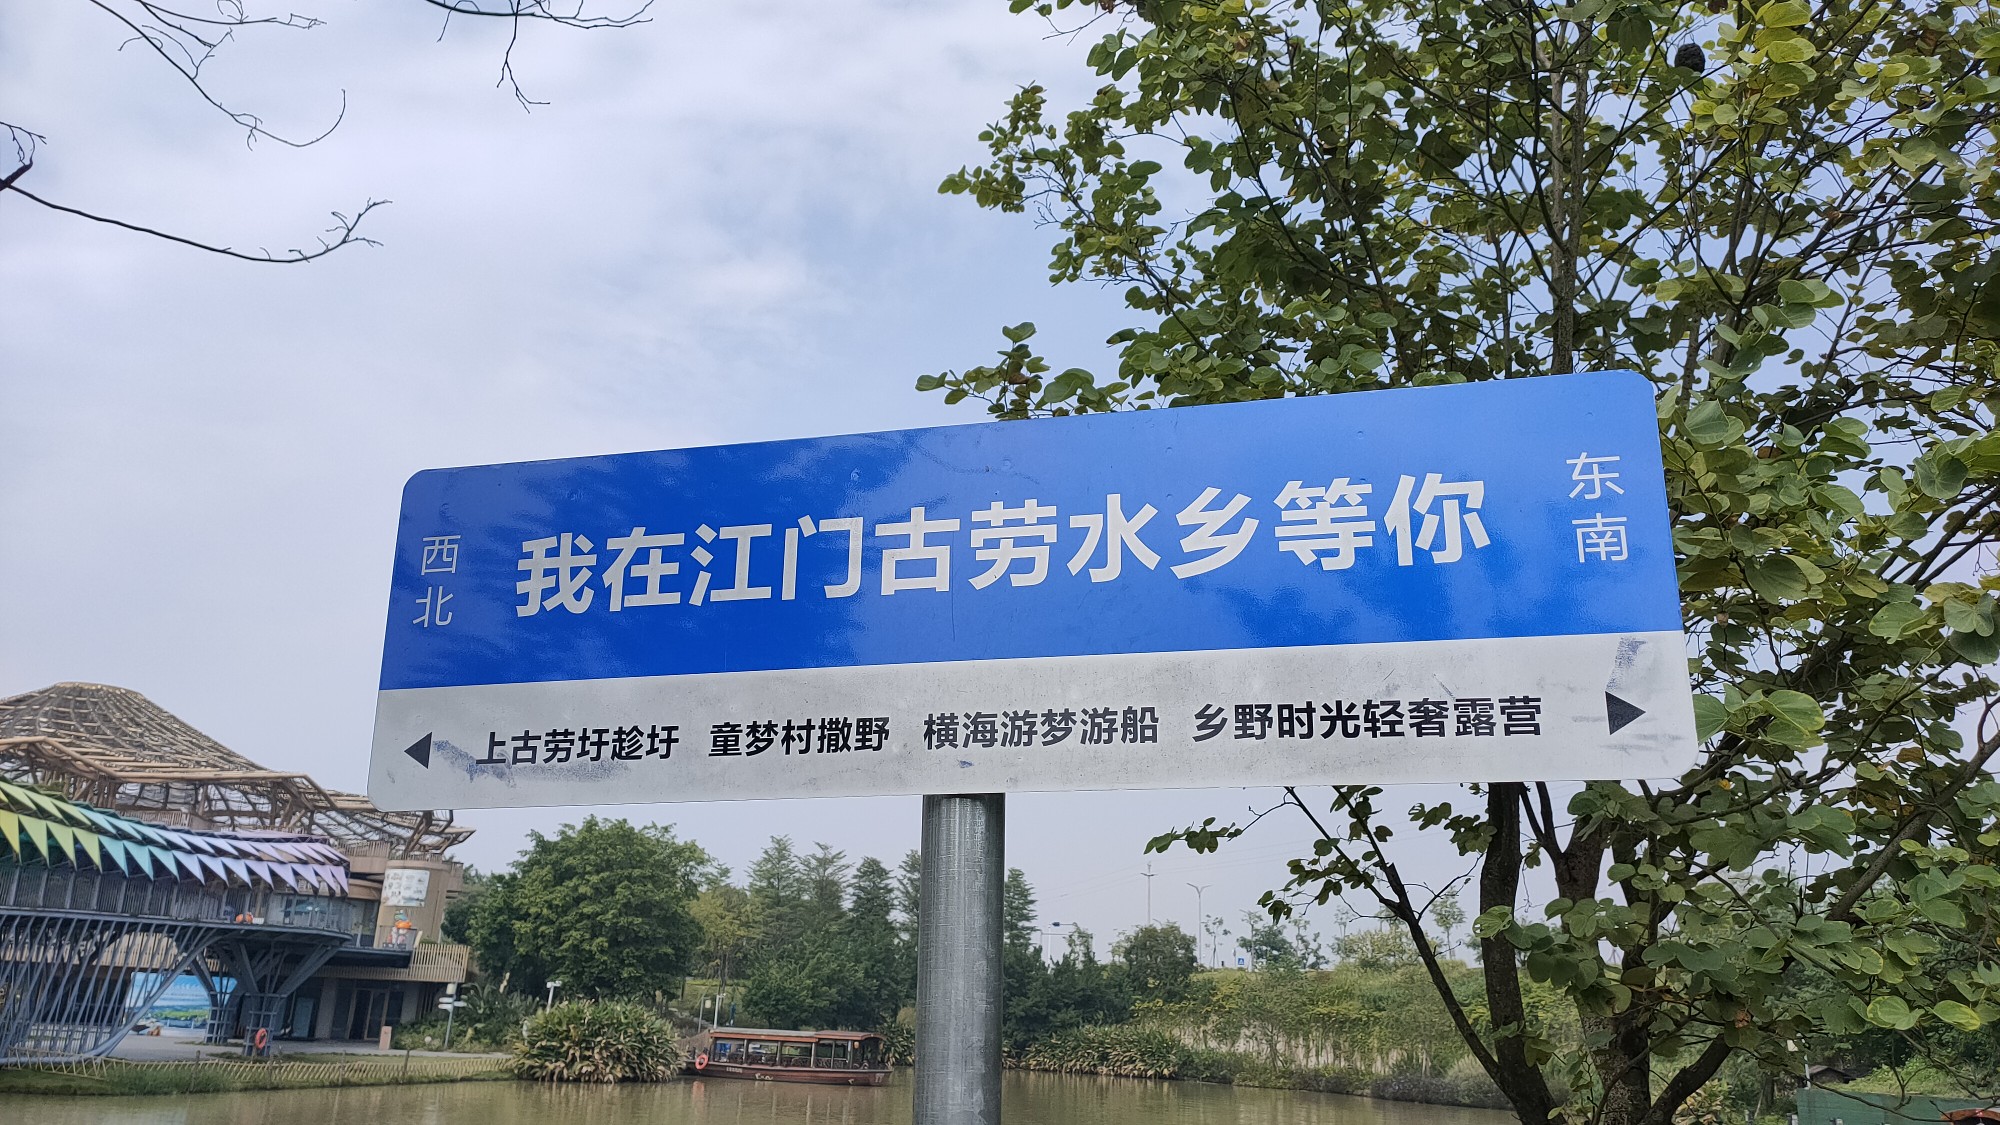 西北
我在江门古劳水乡等你
东南
上古劳圩趁圩 童梦村撒野 横海游梦游船 乡野时光轻奢露营